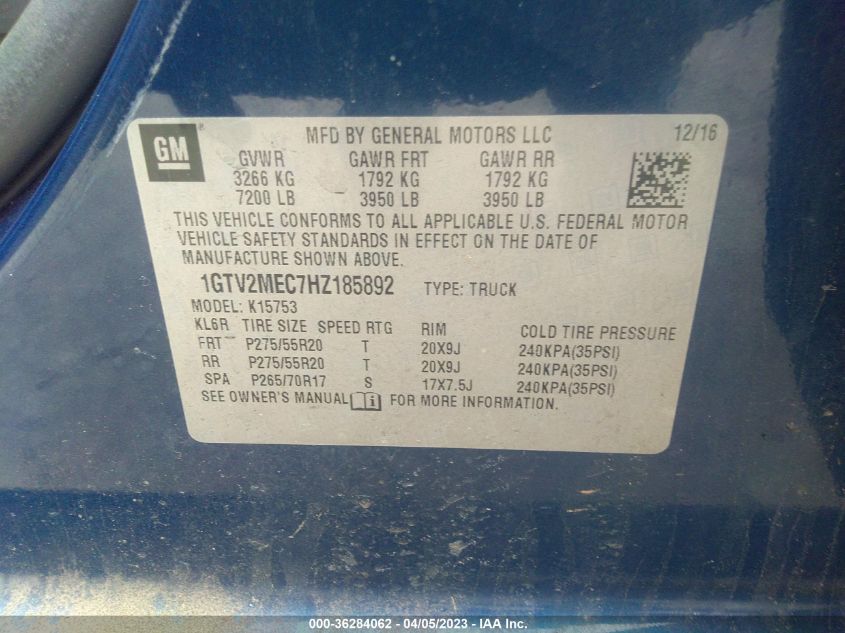 GM ® MFD BY GENERAL MOTORS LLC 12/16
GVWR GAWR FRT GAWR RR
3266 KG 1792 KG 1792 KG
7200 LB 3950 LB 3950 LB
THIS VEHICLE CONFORMS TO ALL APPLICABLE U.S. FEDERAL MOTOR
VEHICLE SAFETY STANDARDS IN EFFECT ON THE DATE OF
MANUFACTURE SHOWN ABOVE.
1GTV2MEC7HZ185892 TYPE: TRUCK
MODEL: K15753
KL6R TIRE SIZE SPEED RTG RIM COLD TIRE PRESSURE
FRT P275/55R20 T 20X9J 240KPA(35PSI)
RR P275/55R20 T 20X9J 240KPA(35PSI)
SPA P265/70R17 S 17X7.5J 240KPA(35PSI)
SEE OWNER'S MANUAL i FOR MORE INFORMATION.
000-36284062 - 04/05/2023 - IAA Inc.